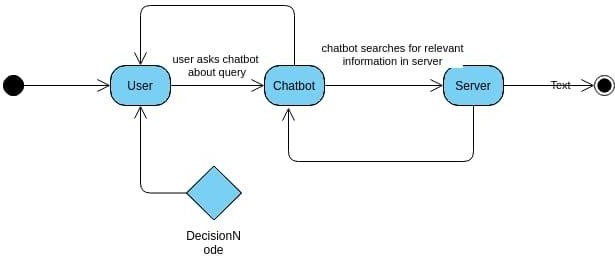 user asks chatbot
about query
chatbot searches for relevant
information in server
User
Chatbot
Server
Text
DecisionN
ode